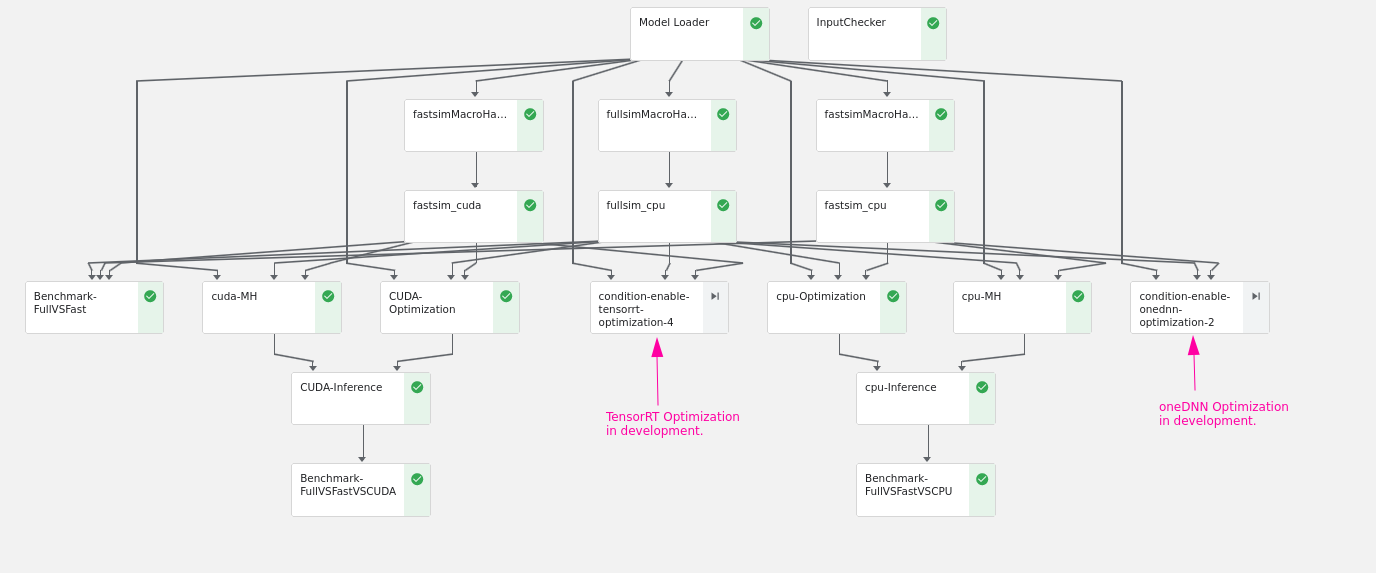 Model Loader
InputChecker
fastsimMacroHa...
fullsimMacroHa...
fastsimMacroHa...
fastsim_cuda
fullsim_cpu
fastsim_cpu
Benchmark-
FullVSFast
cuda-MH
CUDA-
Optimization
condition-enable-
tensorrt-
optimization-4
cpu-Optimization
cpu-MH
condition-enable-
onednn-
optimization-2
CUDA-Inference
cpu-Inference
TensorRT Optimization
in development.
oneDNN Optimization
in development.
Benchmark-
FullVSFastVSCUDA
Benchmark-
FullVSFastVSCPU